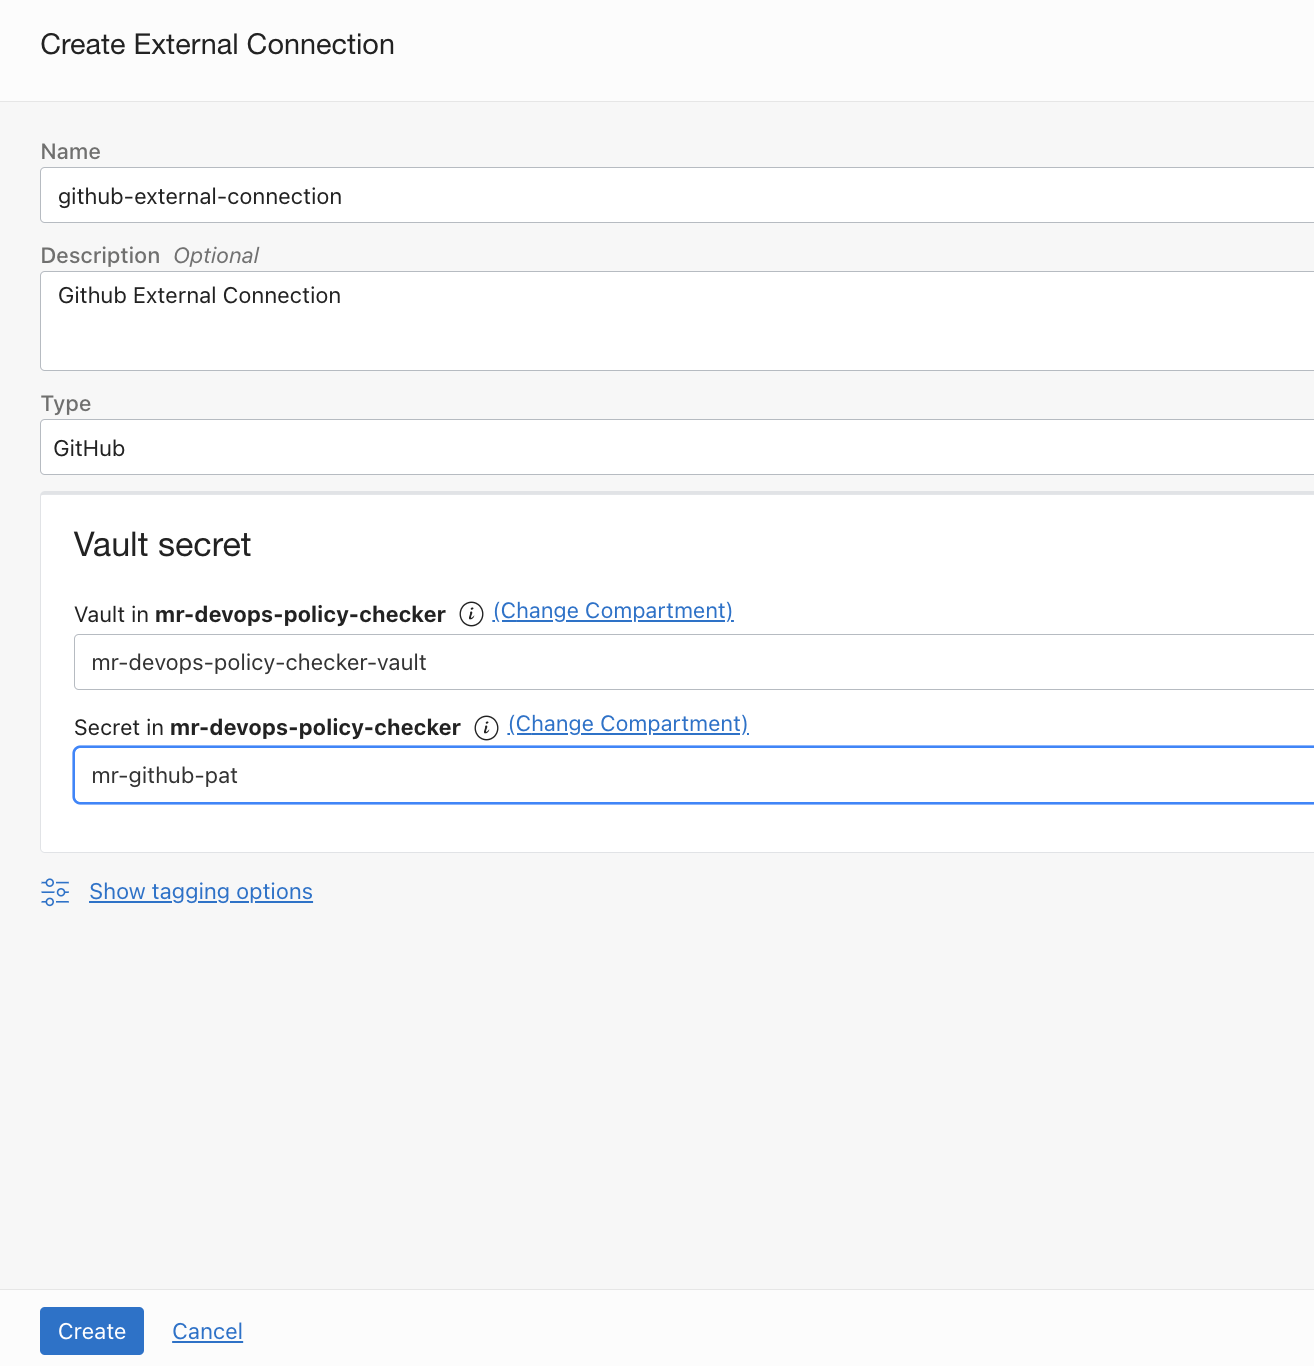 Create External Connection
Name
github-external-connection
Description Optional
Github External Connection
Type
GitHub
Vault secret
Vault in mr-devops-policy-checker i (Change Compartment)
mr-devops-policy-checker-vault
Secret in mr-devops-policy-checker i (Change Compartment)
mr-github-pat
Show tagging options
Create Cancel